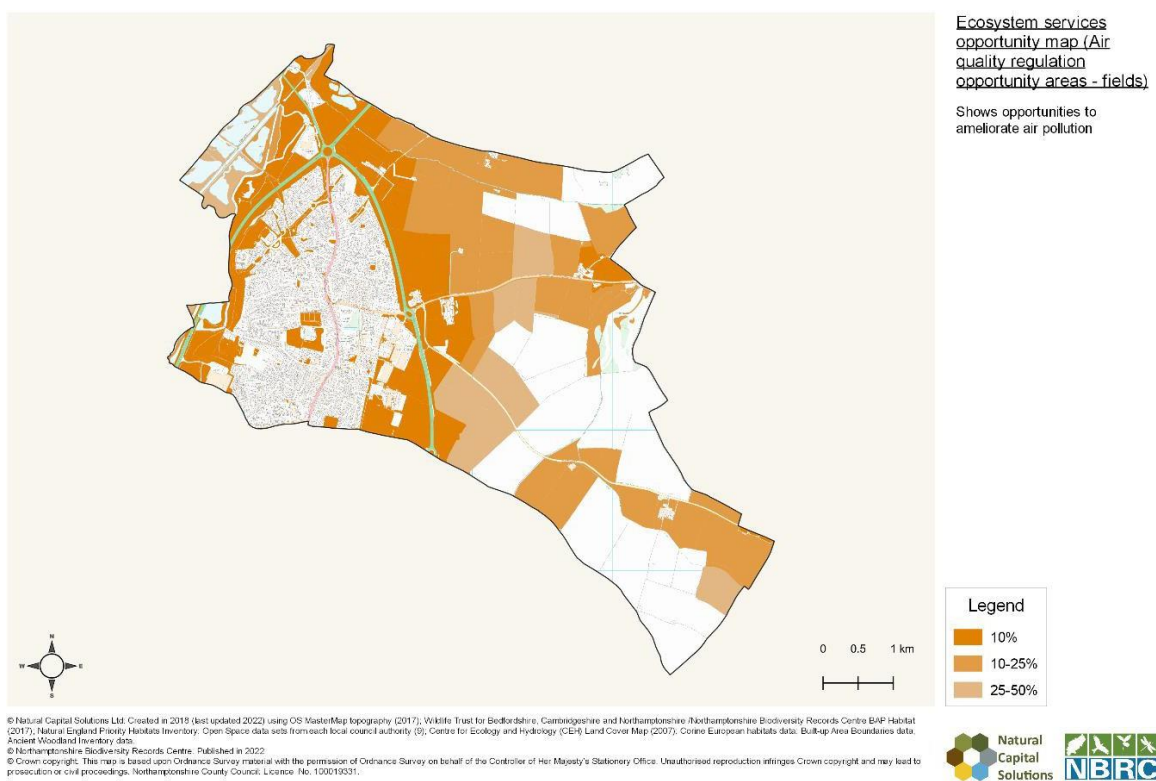 Ecosystem services
opportunity map (Air
quality regulation
opportunity areas - fields)
Shows opportunities to
ameliorate air pollution
N
W
E
S
0 0.5 1 km
Legend
10%
10-25%
25-50%
© Natural Capital Solutions Ltd: Created in 2018 (last updated 2022) using OS MasterMap topography (2017); Wildlife Trust for Bedfordshire, Cambridgeshire and Northamptonshire /Northamptonshire Biodiversity Records Centre BAP Habitat
(2017); Natural England Priority Habitats Inventory; Open Space data sets from each local council authority (9); Centre for Ecology and Hydrology (CEH) Land Cover Map (2007); Corine European habitats data; Built-up Area Boundaries data;
Ancient Woodland Inventory data.
© Northamptonshire Biodiversity Records Centre: Published in 2022
© Crown copyright. This map is based upon Ordnance Survey material with the permission of Ordnance Survey on behalf of the Controller of Her Majesty's Stationery Office. Unauthorised reproduction infringes Crown copyright and may lead to
prosecution or civil proceedings. Northamptonshire County Council: Licence No. 100019331.
Natural
Capital
Solutions
NBRC